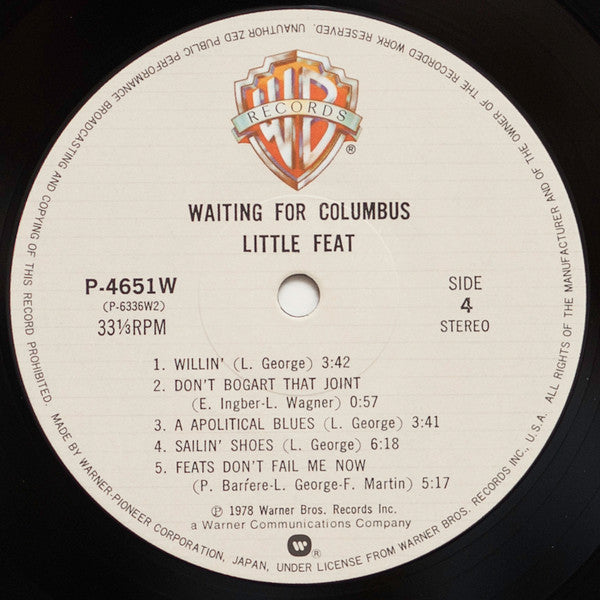 WB
RECORDS
®
WAITING FOR COLUMBUS
LITTLE FEAT
P-4651W
(P-6336W2)
33⅓RPM
SIDE
4
STEREO
1. WILLIN' (L. George) 3:42
2. DON'T BOGART THAT JOINT
(E. Ingber-L. Wagner) 0:57
3. A APOLITICAL BLUES (L. George) 3:41
4. SAILIN' SHOES (L. George) 6:18
5. FEATS DON'T FAIL ME NOW
(P. Barŕere-L. George-F. Martin) 5:17
Ⓟ 1978 Warner Bros. Records Inc.
a Warner Communications Company
W ®
MADE BY WARNER-PIONEER CORPORATION, JAPAN, UNDER LICENSE FROM WARNER BROS. RECORDS INC., U.S.A. ALL RIGHTS OF THE MANUFACTURER AND OF THE OWNER OF THE RECORDED WORK RESERVED. UNAUTHORIZED PUBLIC PERFORMANCE BROADCASTING AND COPYING OF THIS RECORD PROHIBITED.